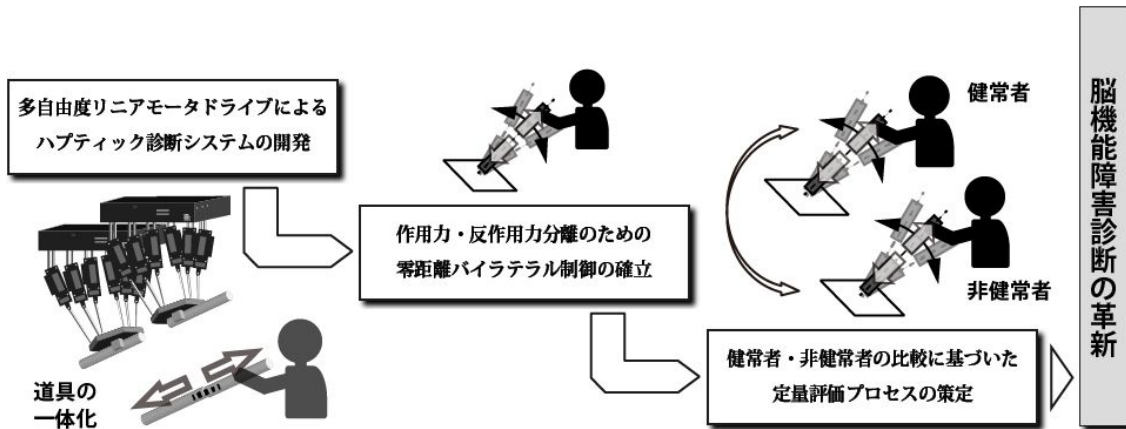 多自由度リニアモータドライブによる
ハプティック診断システムの開発
道具の
一体化
作用力・反作用力分離のための
零距離バイラテラル制御の確立
健常者
非健常者
健常者・非健常者の比較に基づいた
定量評価プロセスの策定
脳機能障害診断の革新